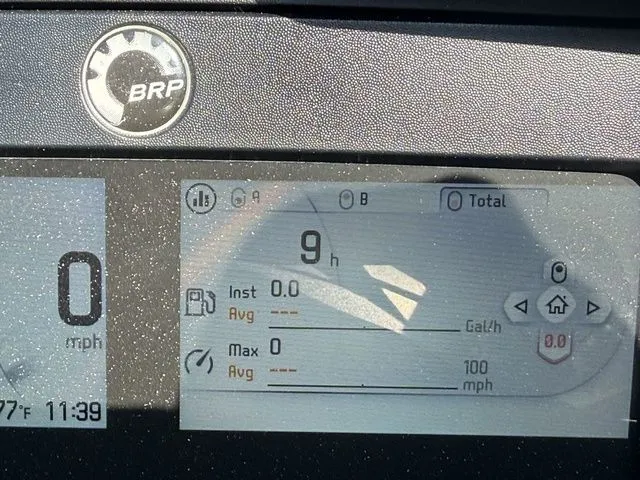 BRP
A B Total
9 h
Inst 0.0
Avg ---
Gal/h
Max 0
Avg ---
100
mph
0.0
0
mph
77°F 11:39